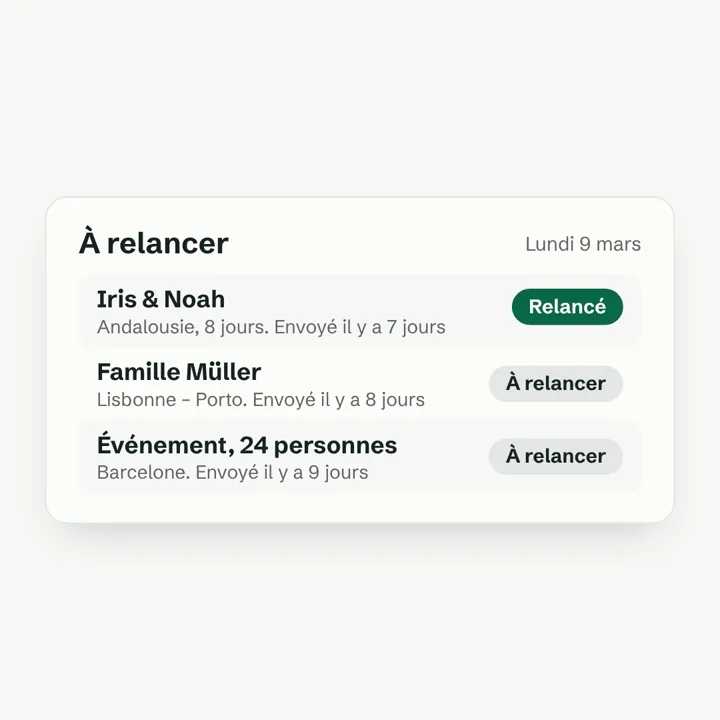 À relancer
Lundi 9 mars
Iris & Noah
Andalousie, 8 jours. Envoyé il y a 7 jours
Relancé
Famille Müller
Lisbonne – Porto. Envoyé il y a 8 jours
À relancer
Événement, 24 personnes
Barcelone. Envoyé il y a 9 jours
À relancer